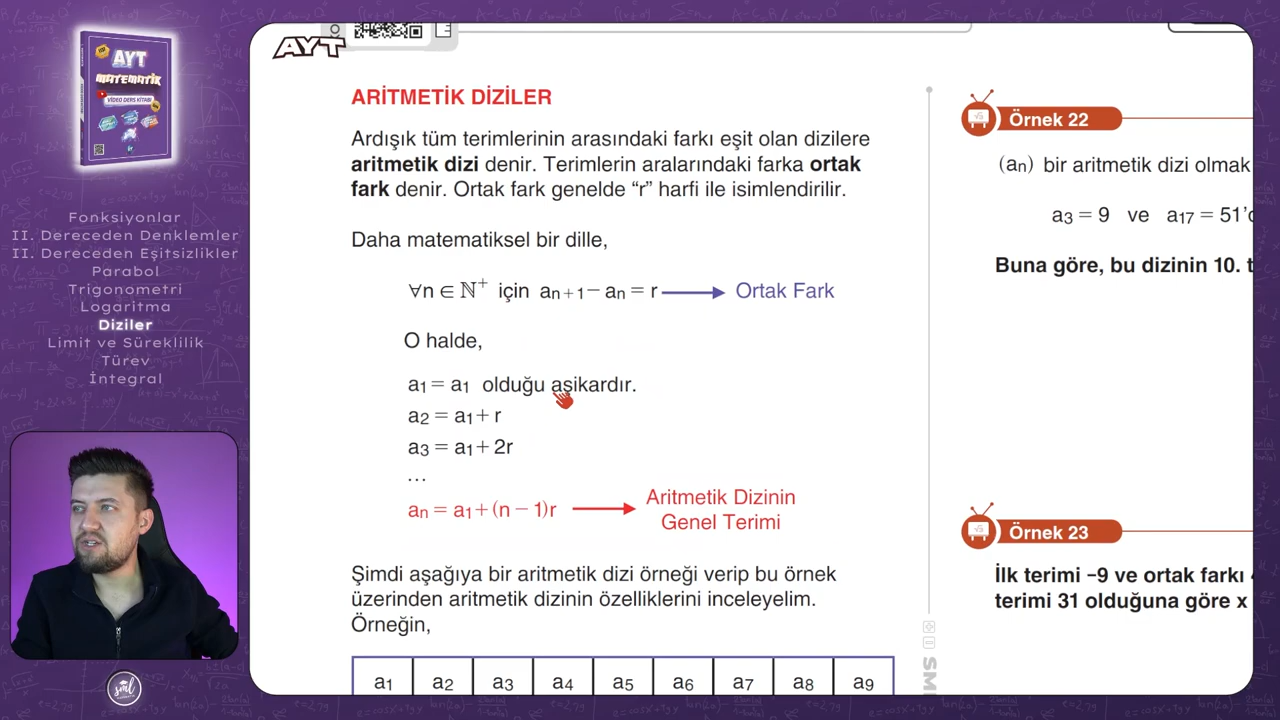 AYT
MATEMATİK
VİDEO DERS KİTABI
Fonksiyonlar
II. Dereceden Denklemler
II. Dereceden Eşitsizlikler
Parabol
Trigonometri
Logaritma
Diziler
Limit ve Süreklilik
Türev
İntegral
sml
AYT
ARİTMETİK DİZİLER
Ardışık tüm terimlerinin arasındaki farkı eşit olan dizilere
aritmetik dizi denir. Terimlerin aralarındaki farka ortak
fark denir. Ortak fark genelde “r” harfi ile isimlendirilir.
Daha matematiksel bir dille,
∀n ∈ ℕ⁺ için aₙ₊₁ − aₙ = r Ortak Fark
O halde,
a₁ = a₁ olduğu aşikardır.
a₂ = a₁ + r
a₃ = a₁ + 2r
...
aₙ = a₁ + (n − 1)r
Aritmetik Dizinin
Genel Terimi
Şimdi aşağıya bir aritmetik dizi örneği verip bu örnek
üzerinden aritmetik dizinin özelliklerini inceleyelim.
Örneğin,
a₁ a₂ a₃ a₄ a₅ a₆ a₇ a₈ a₉
Örnek 22
(aₙ) bir aritmetik dizi olmak
a₃ = 9 ve a₁₇ = 51’
Buna göre, bu dizinin 10. t
Örnek 23
İlk terimi −9 ve ortak farkı
terimi 31 olduğuna göre x
SM